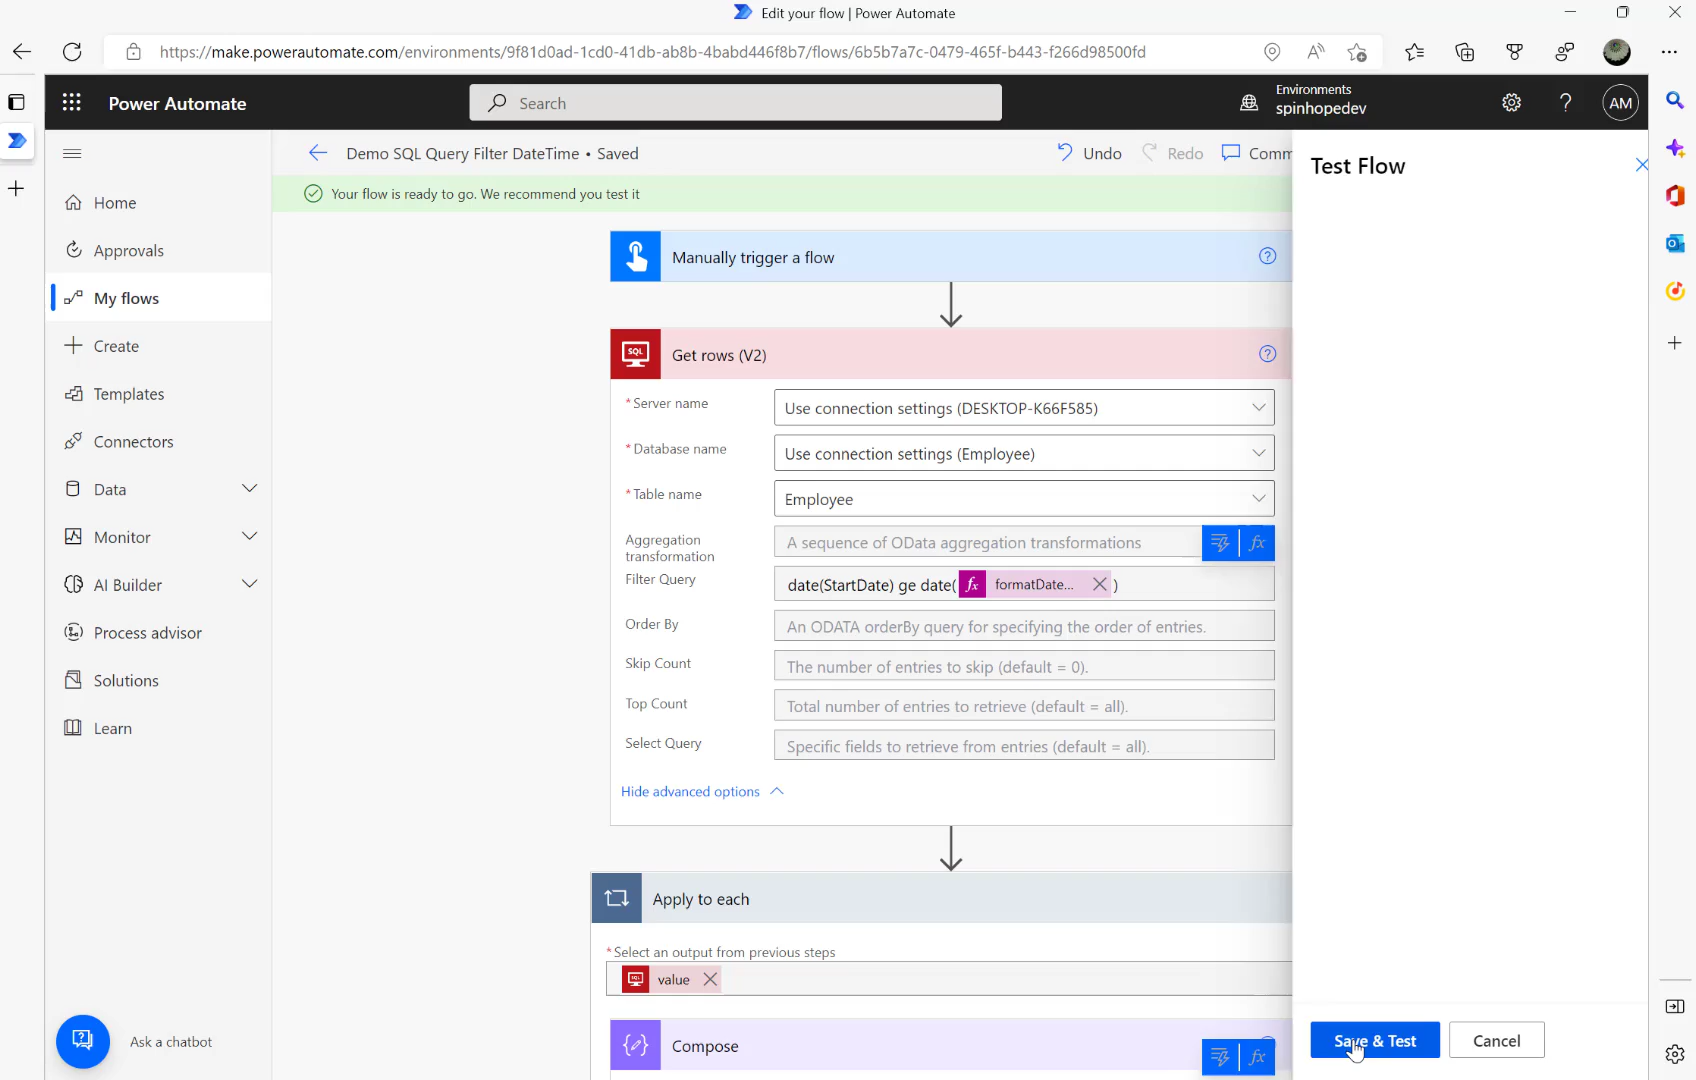 Edit your flow | Power Automate
https://make.powerautomate.com/environments/9f81d0ad-1cd0-41db-ab8b-4babd446f8b7/flows/6b5b7a7c-0479-465f-b443-f266d98500fd
Power Automate
Search
Environments
spinhopedev
AM
Demo SQL Query Filter DateTime • Saved
Undo
Redo
Comm
Test Flow
Your flow is ready to go. We recommend you test it
Home
Approvals
My flows
Create
Templates
Connectors
Data
Monitor
AI Builder
Process advisor
Solutions
Learn
Ask a chatbot
Manually trigger a flow
SQL
Get rows (V2)
* Server name
Use connection settings (DESKTOP-K66F585)
* Database name
Use connection settings (Employee)
* Table name
Employee
Aggregation
transformation
A sequence of OData aggregation transformations
fx
Filter Query
date(StartDate) ge date( fx formatDate... )
Order By
An ODATA orderBy query for specifying the order of entries.
Skip Count
The number of entries to skip (default = 0).
Top Count
Total number of entries to retrieve (default = all).
Select Query
Specific fields to retrieve from entries (default = all).
Hide advanced options
Apply to each
* Select an output from previous steps
value
Compose
fx
Save & Test
Cancel